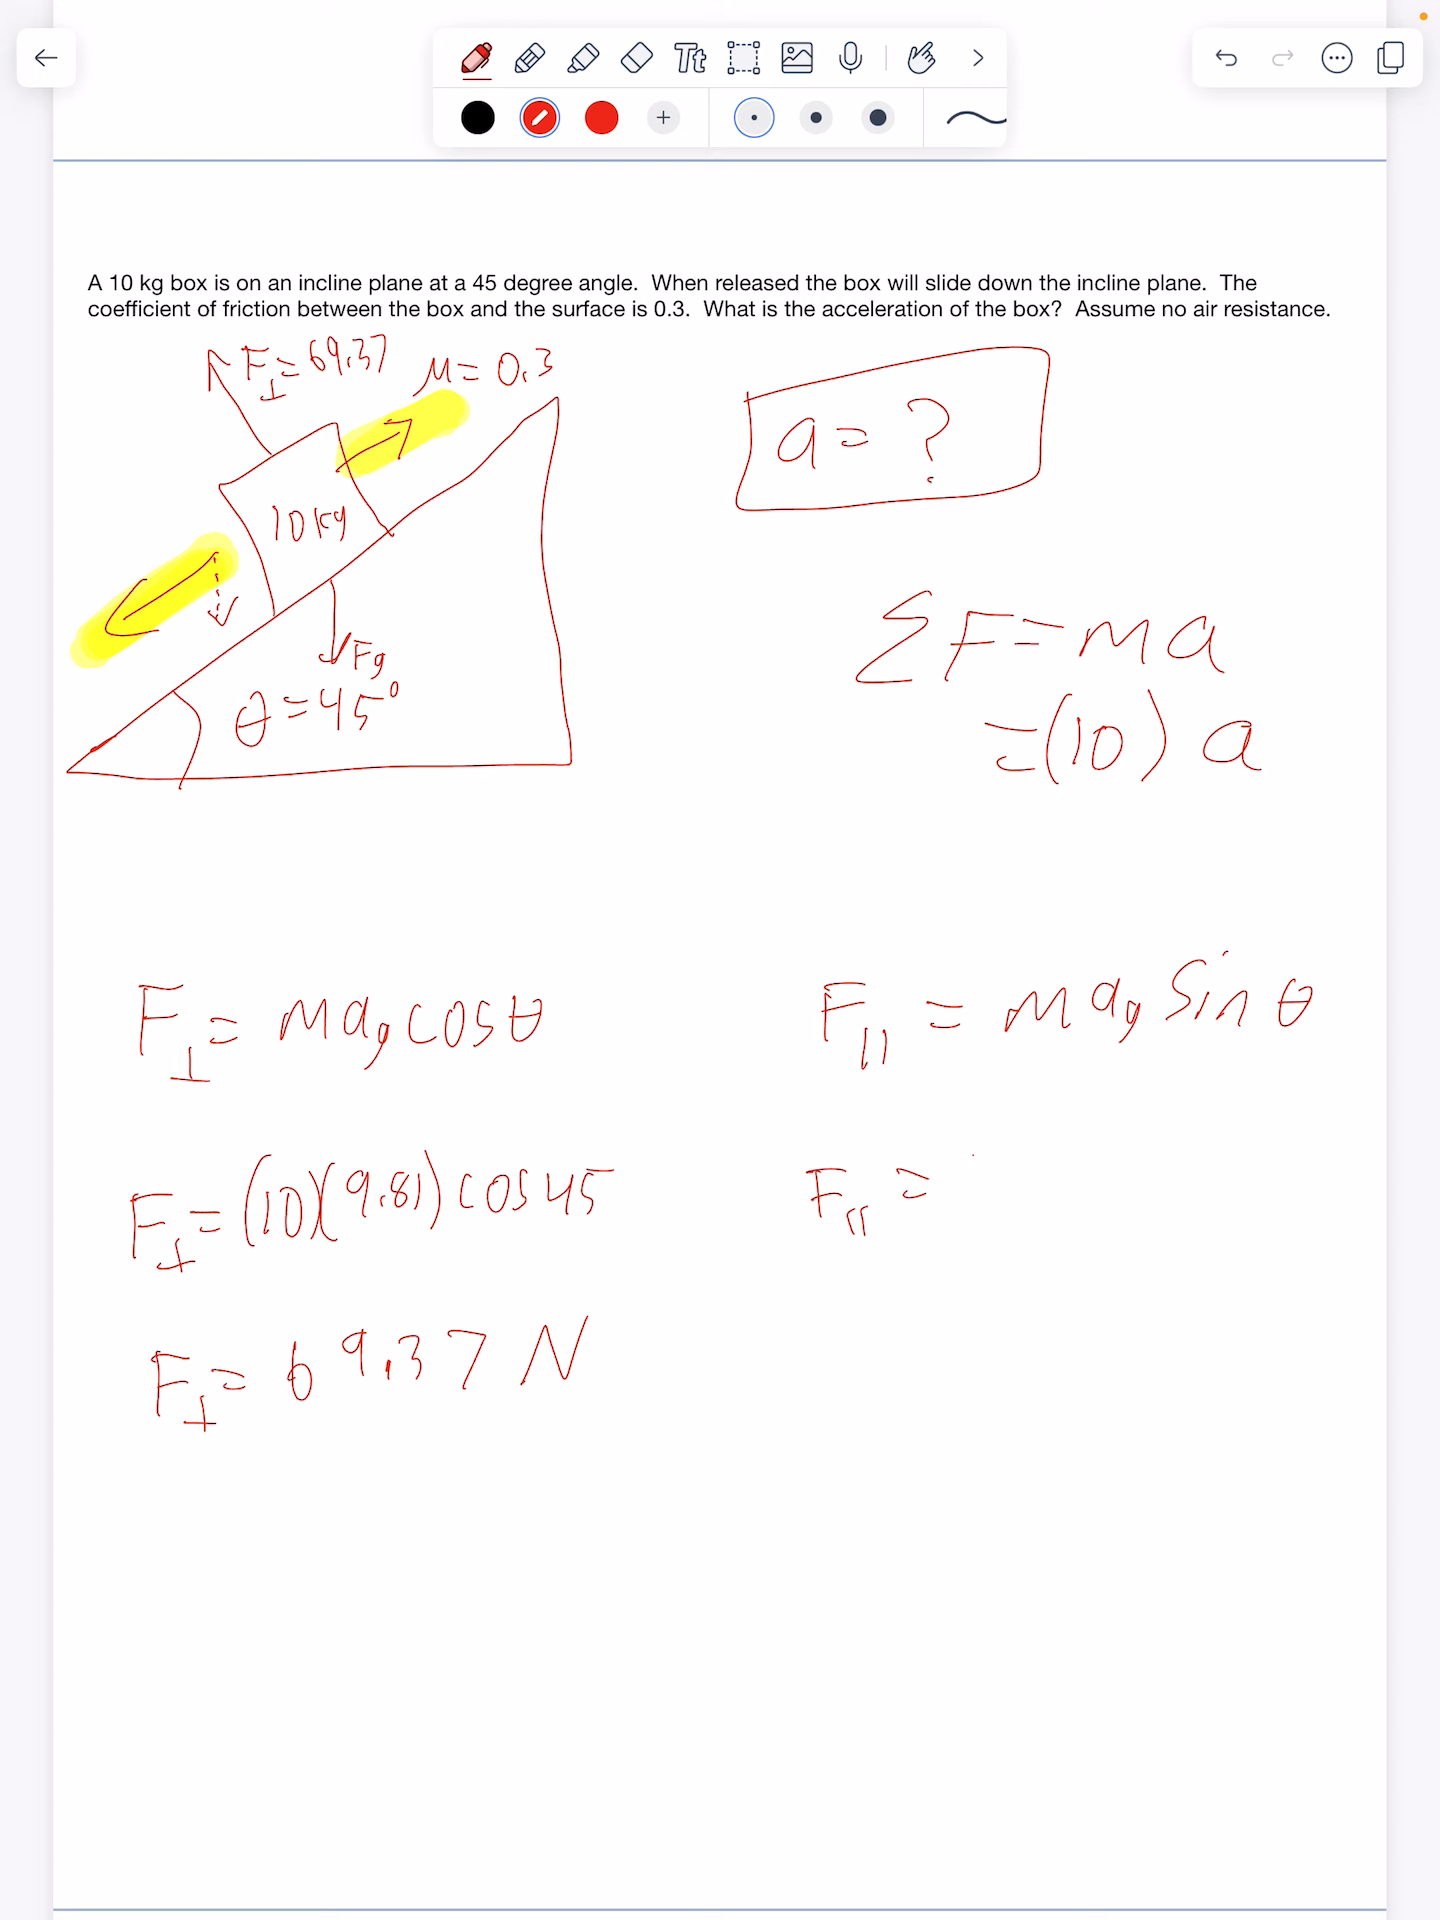 Tt
A 10 kg box is on an incline plane at a 45 degree angle. When released the box will slide down the incline plane. The
coefficient of friction between the box and the surface is 0.3. What is the acceleration of the box? Assume no air resistance.
F⊥ = 69.37
μ = 0.3
a = ?
10 kg
Fg
θ = 45°
ΣF = ma
= (10) a
F⊥ = mag cosθ
F|| = mag sin θ
F⊥ = (10)(9.81) cos 45
F|| =
F⊥ = 69.37 N